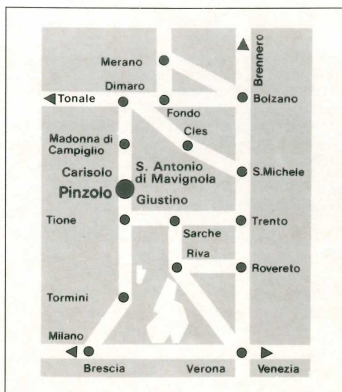 Brennero
Merano
Dimaro
Tonale
Fondo
Bolzano
Cles
Madonna di
Campiglio
Carisolo
S. Antonio
di Mavignola
S.Michele
Pinzolo
Giustino
Tione
Sarche
Trento
Riva
Rovereto
Tormini
Milano
Brescia
Verona
Venezia